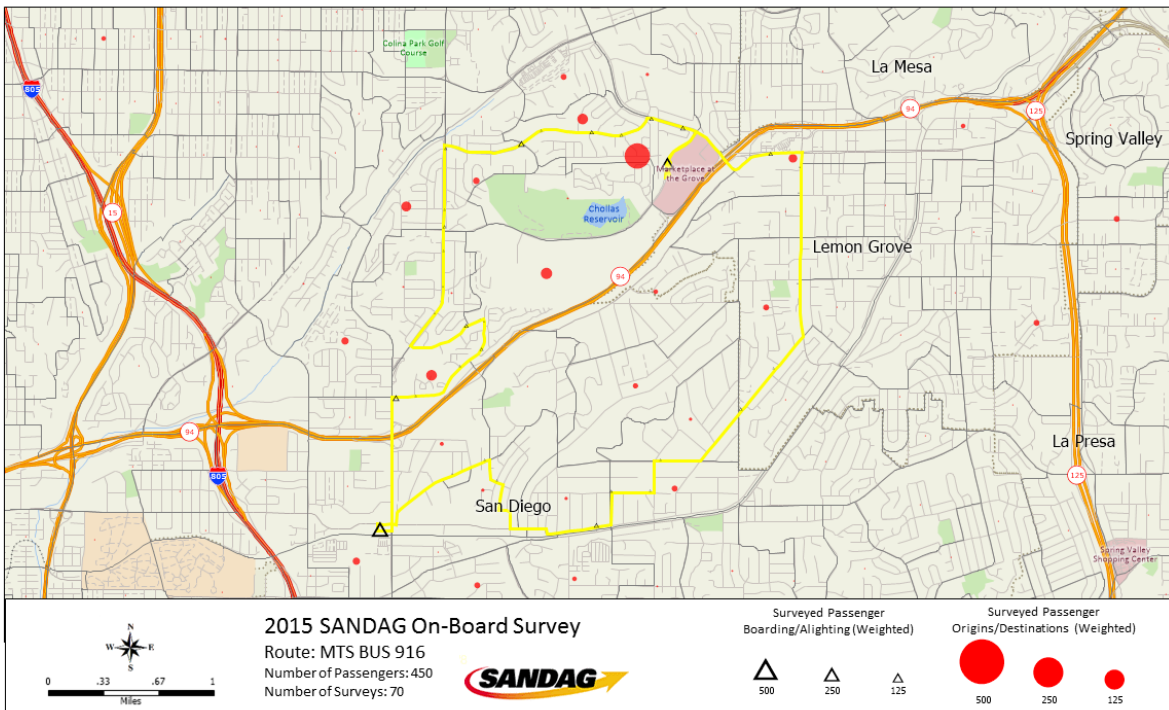 Colina Park Golf
Course
La Mesa
805
94
125
Spring Valley
Marketplace at
the Grove
15
Chollas
Reservoir
Lemon Grove
94
94
La Presa
805
125
San Diego
Spring Valley
Shopping Center
N
W E
S
0 .33 .67 1
Miles
2015 SANDAG On-Board Survey
Route: MTS BUS 916
Number of Passengers: 450
Number of Surveys: 70
SANDAG
Surveyed Passenger
Boarding/Alighting (Weighted)
500 250 125
Surveyed Passenger
Origins/Destinations (Weighted)
500 250 125